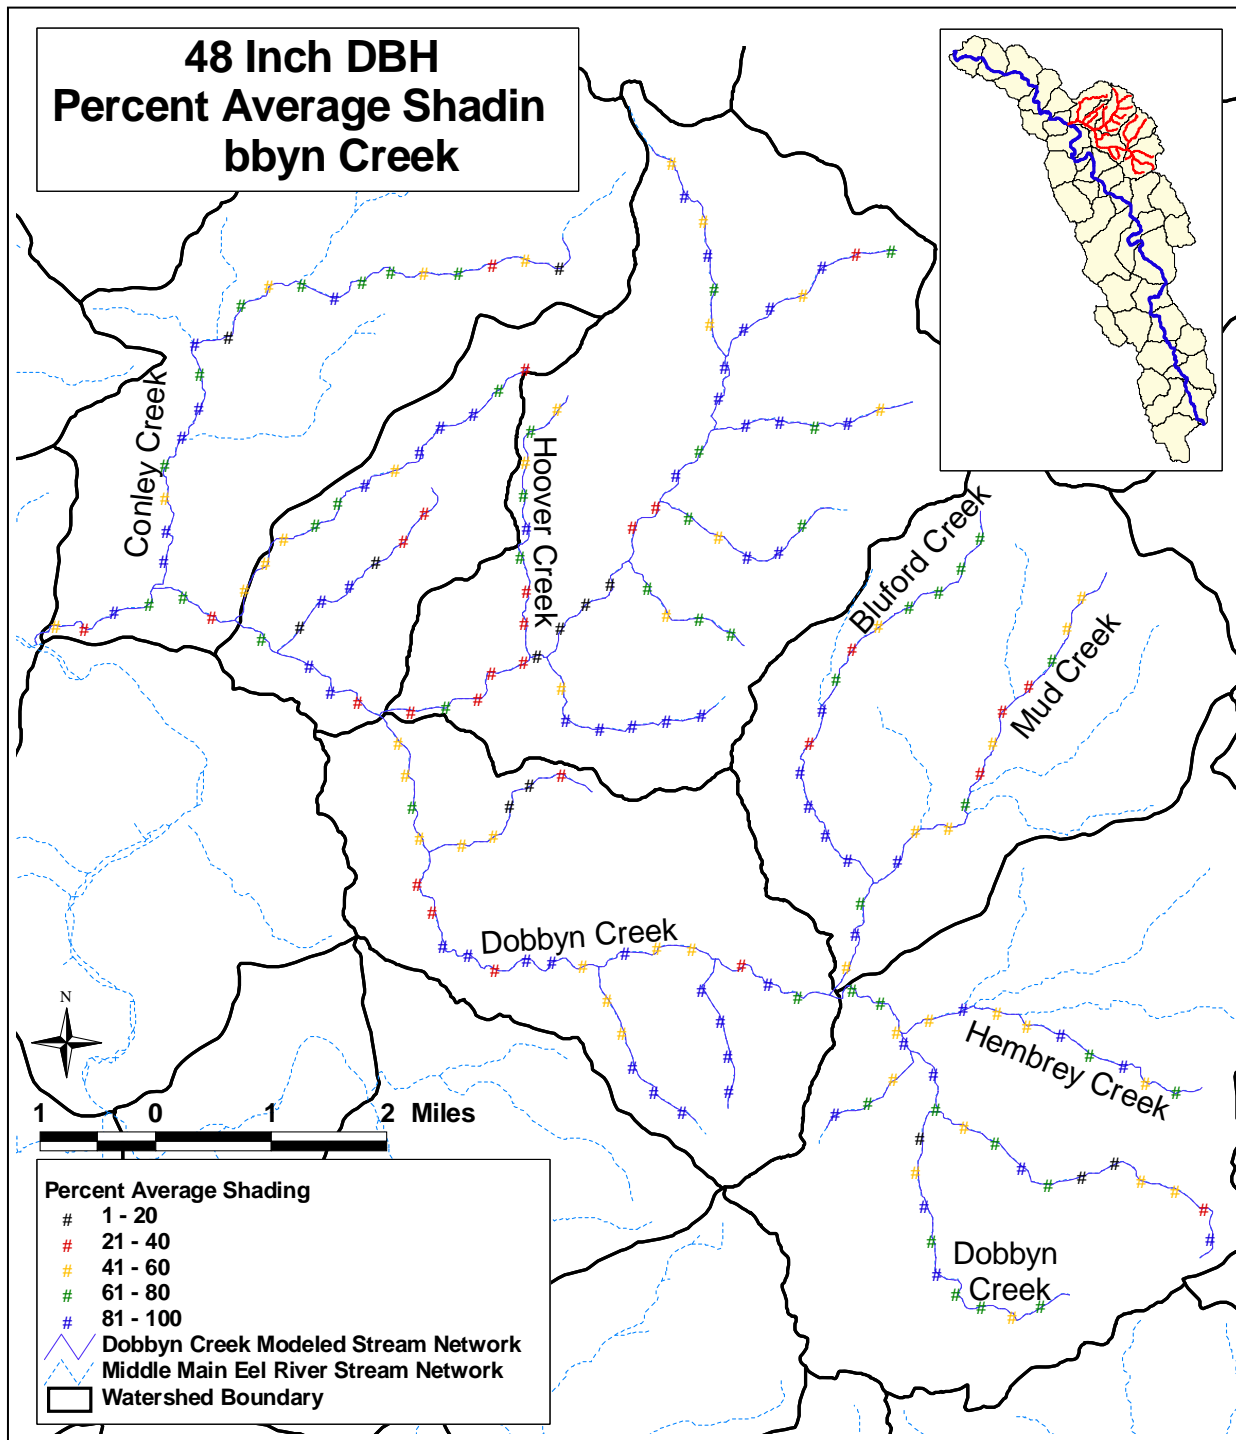 48 Inch DBH
Percent Average Shadin
bbyn Creek
Conley Creek
Hoover Creek
Bluford Creek
Mud Creek
Dobbyn Creek
Hembrey Creek
Dobbyn
Creek
N
1 0 1 2 Miles
Percent Average Shading
# 1 - 20
# 21 - 40
# 41 - 60
# 61 - 80
# 81 - 100
Dobbyn Creek Modeled Stream Network
Middle Main Eel River Stream Network
Watershed Boundary